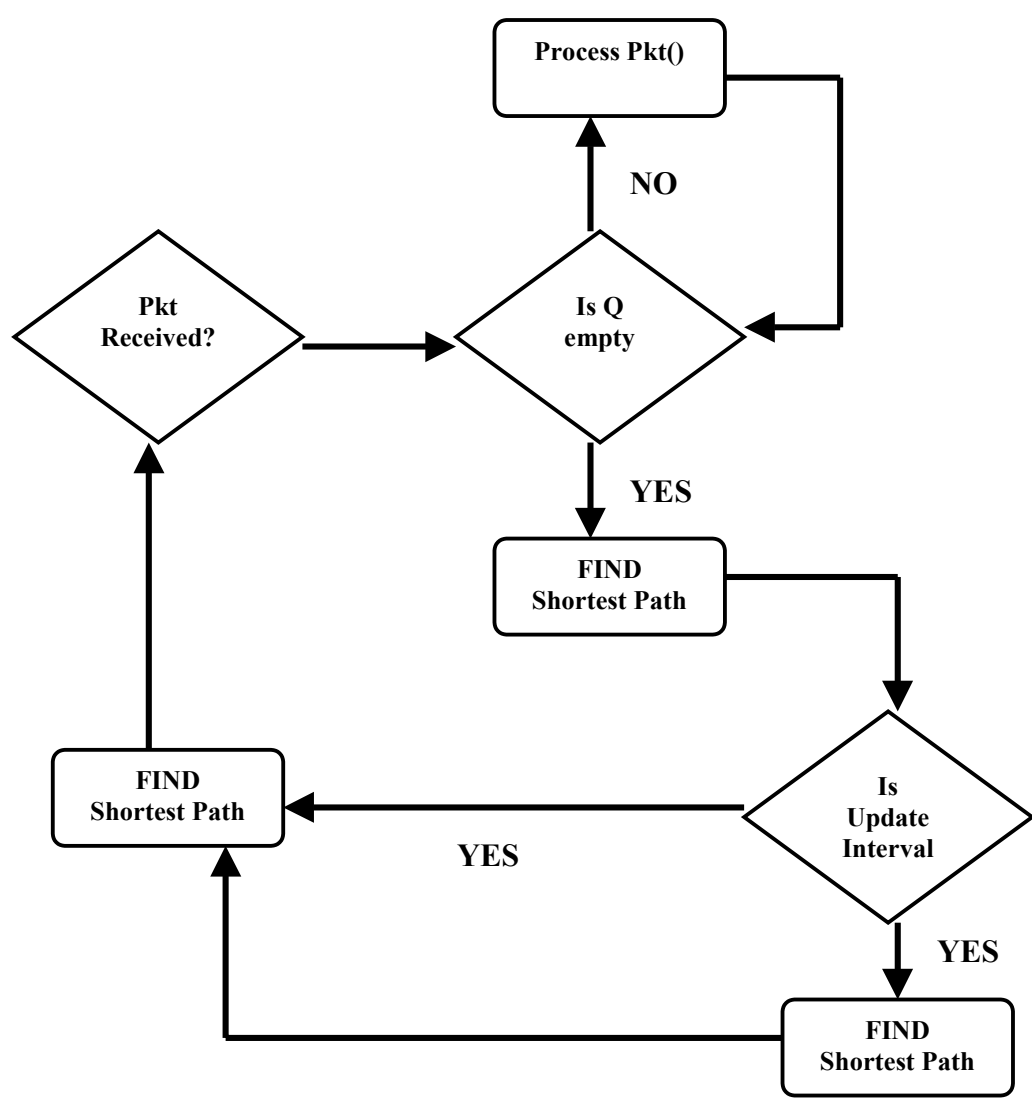 Process Pkt()
NO
Pkt
Received?
Is Q
empty
YES
FIND
Shortest Path
FIND
Shortest Path
Is
Update
Interval
YES
YES
FIND
Shortest Path